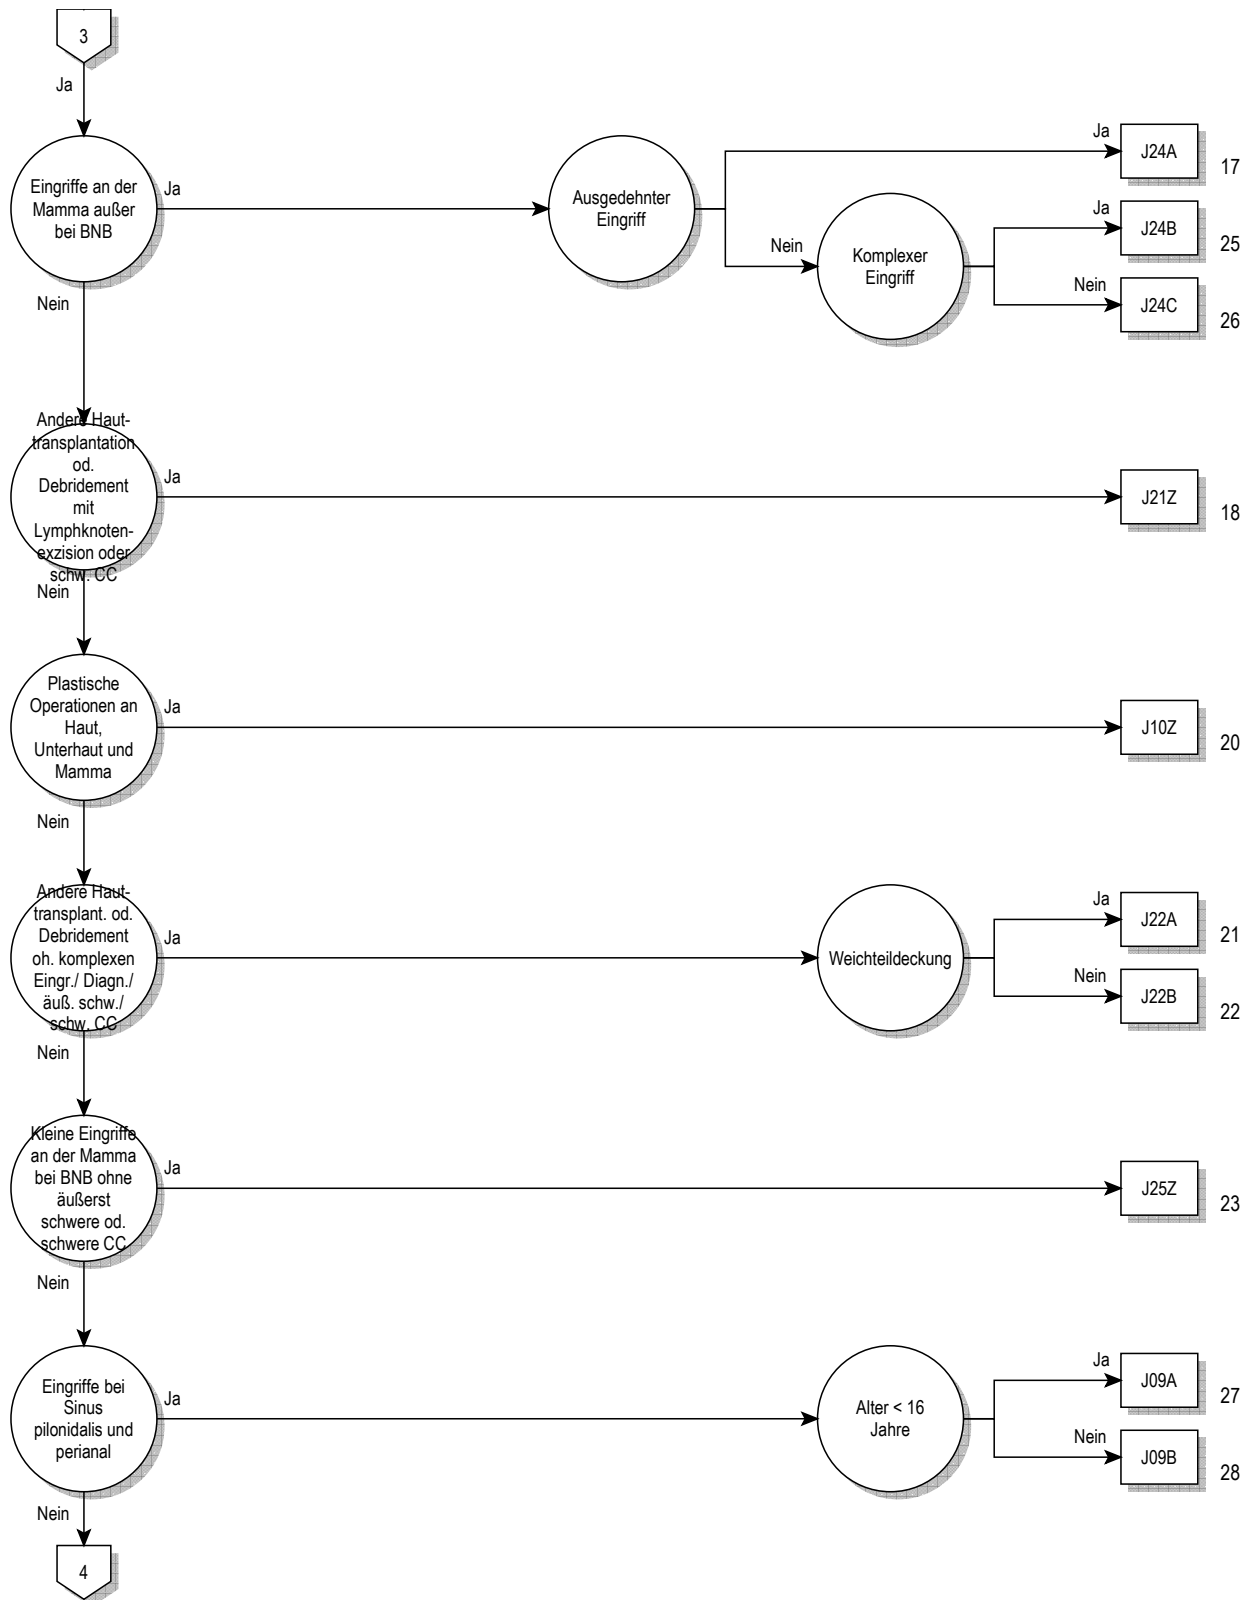 3
Ja
Eingriffe an der
Mamma außer
bei BNB
Ja
Ausgedehnter
Eingriff
Ja
J24A
17
Nein
Komplexer
Eingriff
Ja
J24B
25
Nein
J24C
26
Nein
Andere Haut-
transplantation
od.
Debridement
mit
Lymphknoten-
exzision oder
schw. CC
Ja
J21Z
18
Nein
Plastische
Operationen an
Haut,
Unterhaut und
Mamma
Ja
J10Z
20
Nein
Andere Haut-
transplant. od.
Debridement
oh. komplexen
Eingr./ Diagn./
äuß. schw./
schw. CC
Ja
Weichteildeckung
Ja
J22A
21
Nein
J22B
22
Nein
Kleine Eingriffe
an der Mamma
bei BNB ohne
äußerst
schwere od.
schwere CC
Ja
J25Z
23
Nein
Eingriffe bei
Sinus
pilonidalis und
perianal
Ja
Alter < 16
Jahre
Ja
J09A
27
Nein
J09B
28
Nein
4